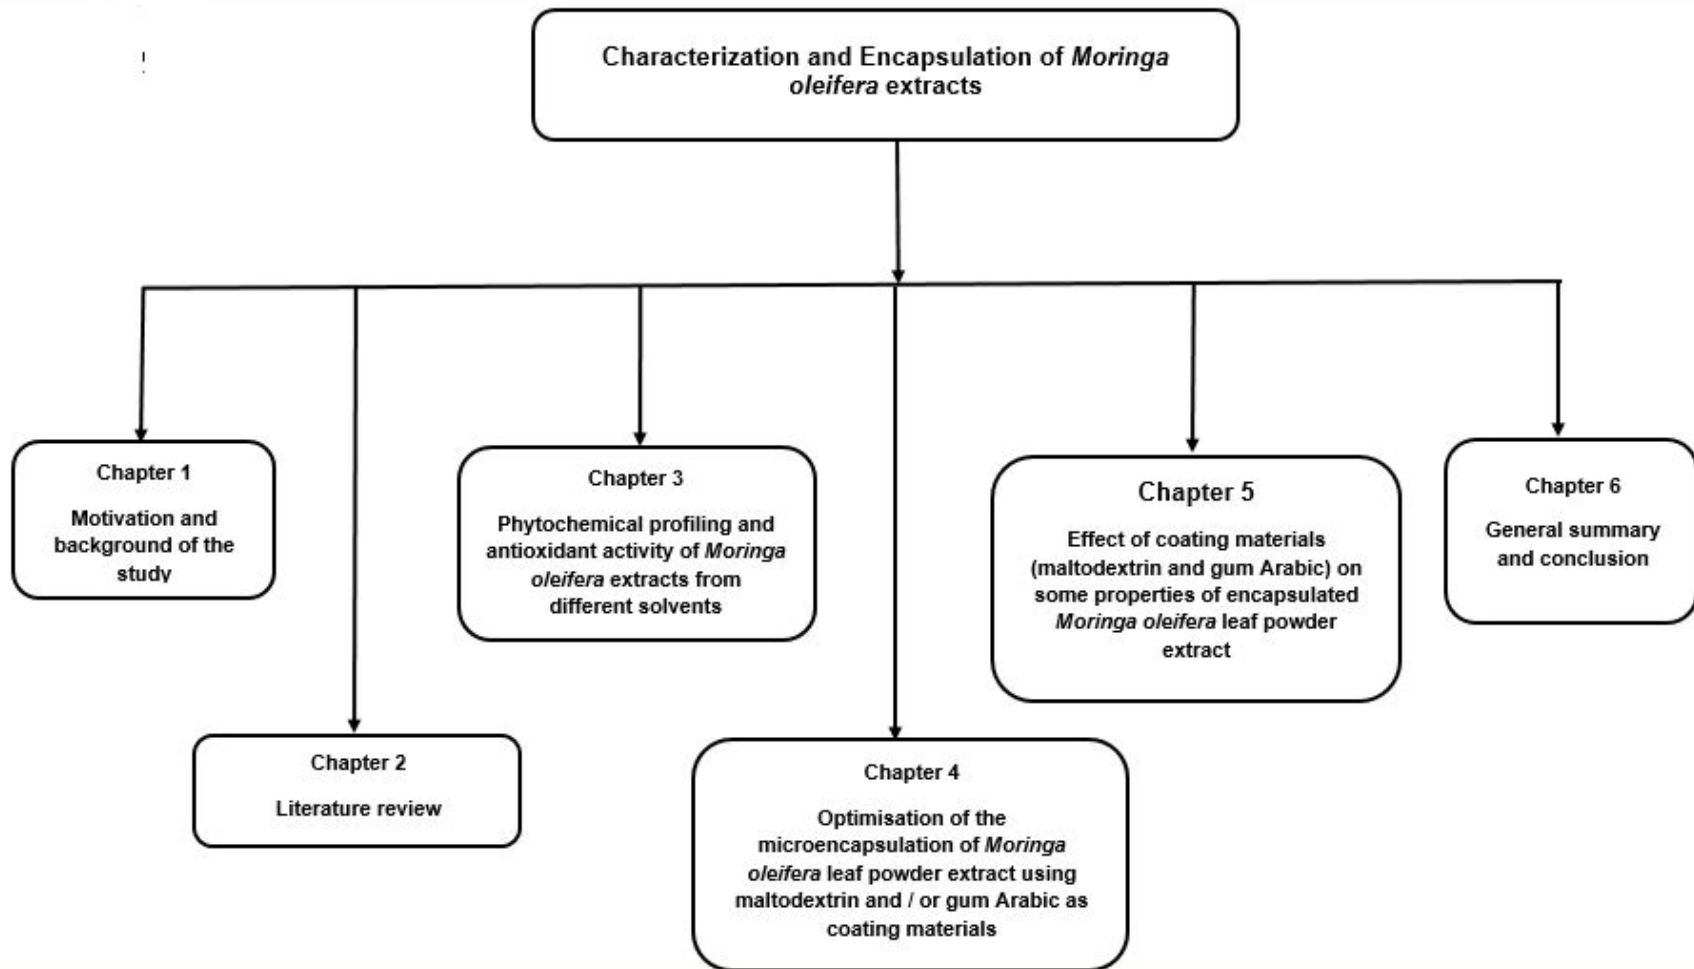 Characterization and Encapsulation of Moringa
oleifera extracts
Chapter 1
Motivation and
background of the
study
Chapter 2
Literature review
Chapter 3
Phytochemical profiling and
antioxidant activity of Moringa
oleifera extracts from
different solvents
Chapter 4
Optimisation of the
microencapsulation of Moringa
oleifera leaf powder extract using
maltodextrin and / or gum Arabic as
coating materials
Chapter 5
Effect of coating materials
(maltodextrin and gum Arabic) on
some properties of encapsulated
Moringa oleifera leaf powder
extract
Chapter 6
General summary
and conclusion